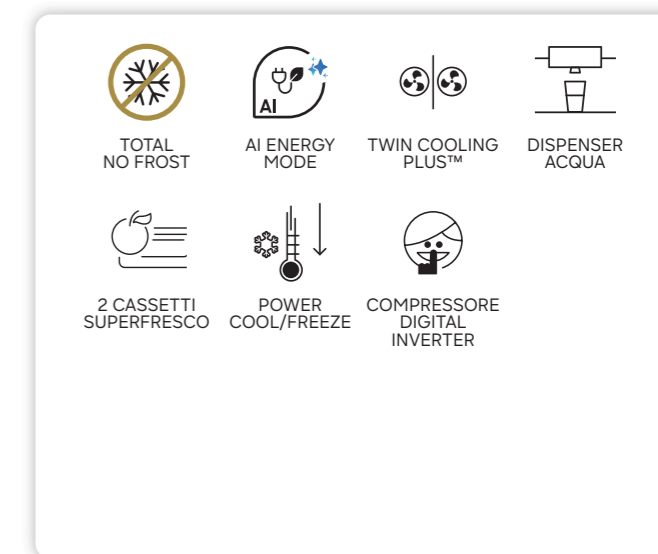 AI
TOTAL
NO FROST
AI ENERGY
MODE
TWIN COOLING
PLUS™
DISPENSER
ACQUA
2 CASSETTI
SUPERFRESCO
POWER
COOL/FREEZE
COMPRESSORE
DIGITAL
INVERTER